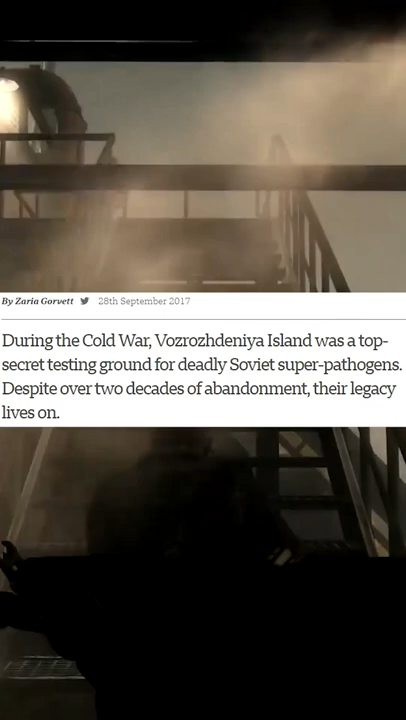 By Zaria Gorvett 28th September 2017
During the Cold War, Vozrozhdeniya Island was a top-
secret testing ground for deadly Soviet super-pathogens.
Despite over two decades of abandonment, their legacy
lives on.